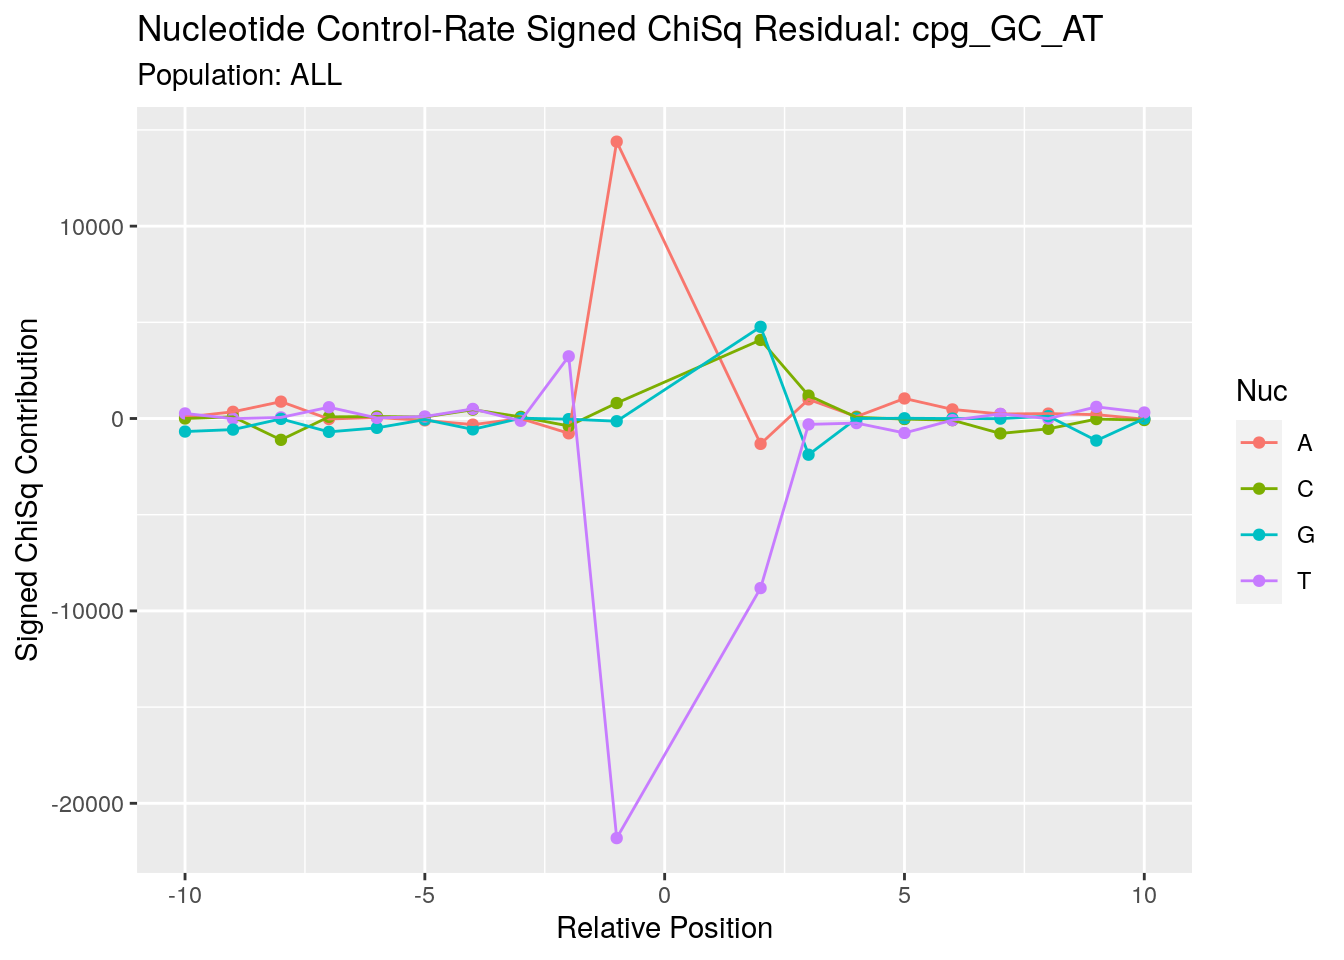 Nucleotide Control-Rate Signed ChiSq Residual: cpg_GC_AT
Population: ALL
Signed ChiSq Contribution
10000
0
-10000
-20000
-10
-5
0
5
10
Relative Position
Nuc
A
C
G
T